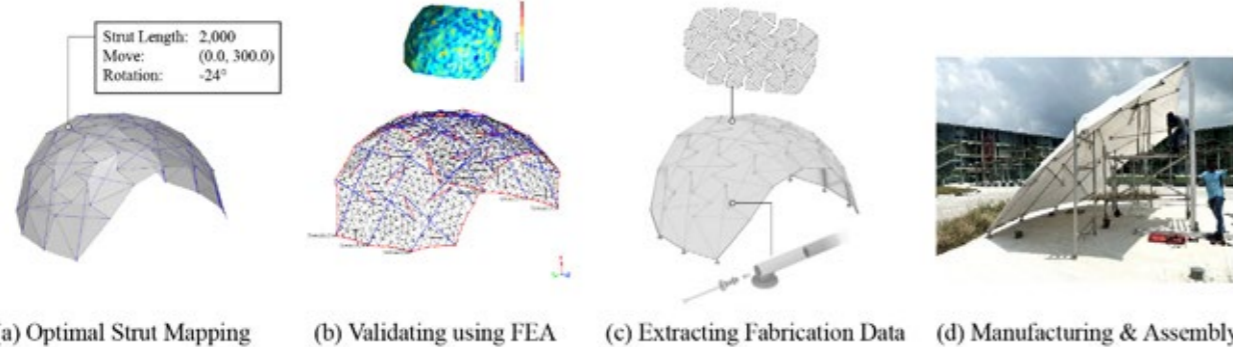 Strut Length: 2,000
Move: (0.0, 300.0)
Rotation: -24°
(a) Optimal Strut Mapping
(b) Validating using FEA
(c) Extracting Fabrication Data
(d) Manufacturing & Assembly